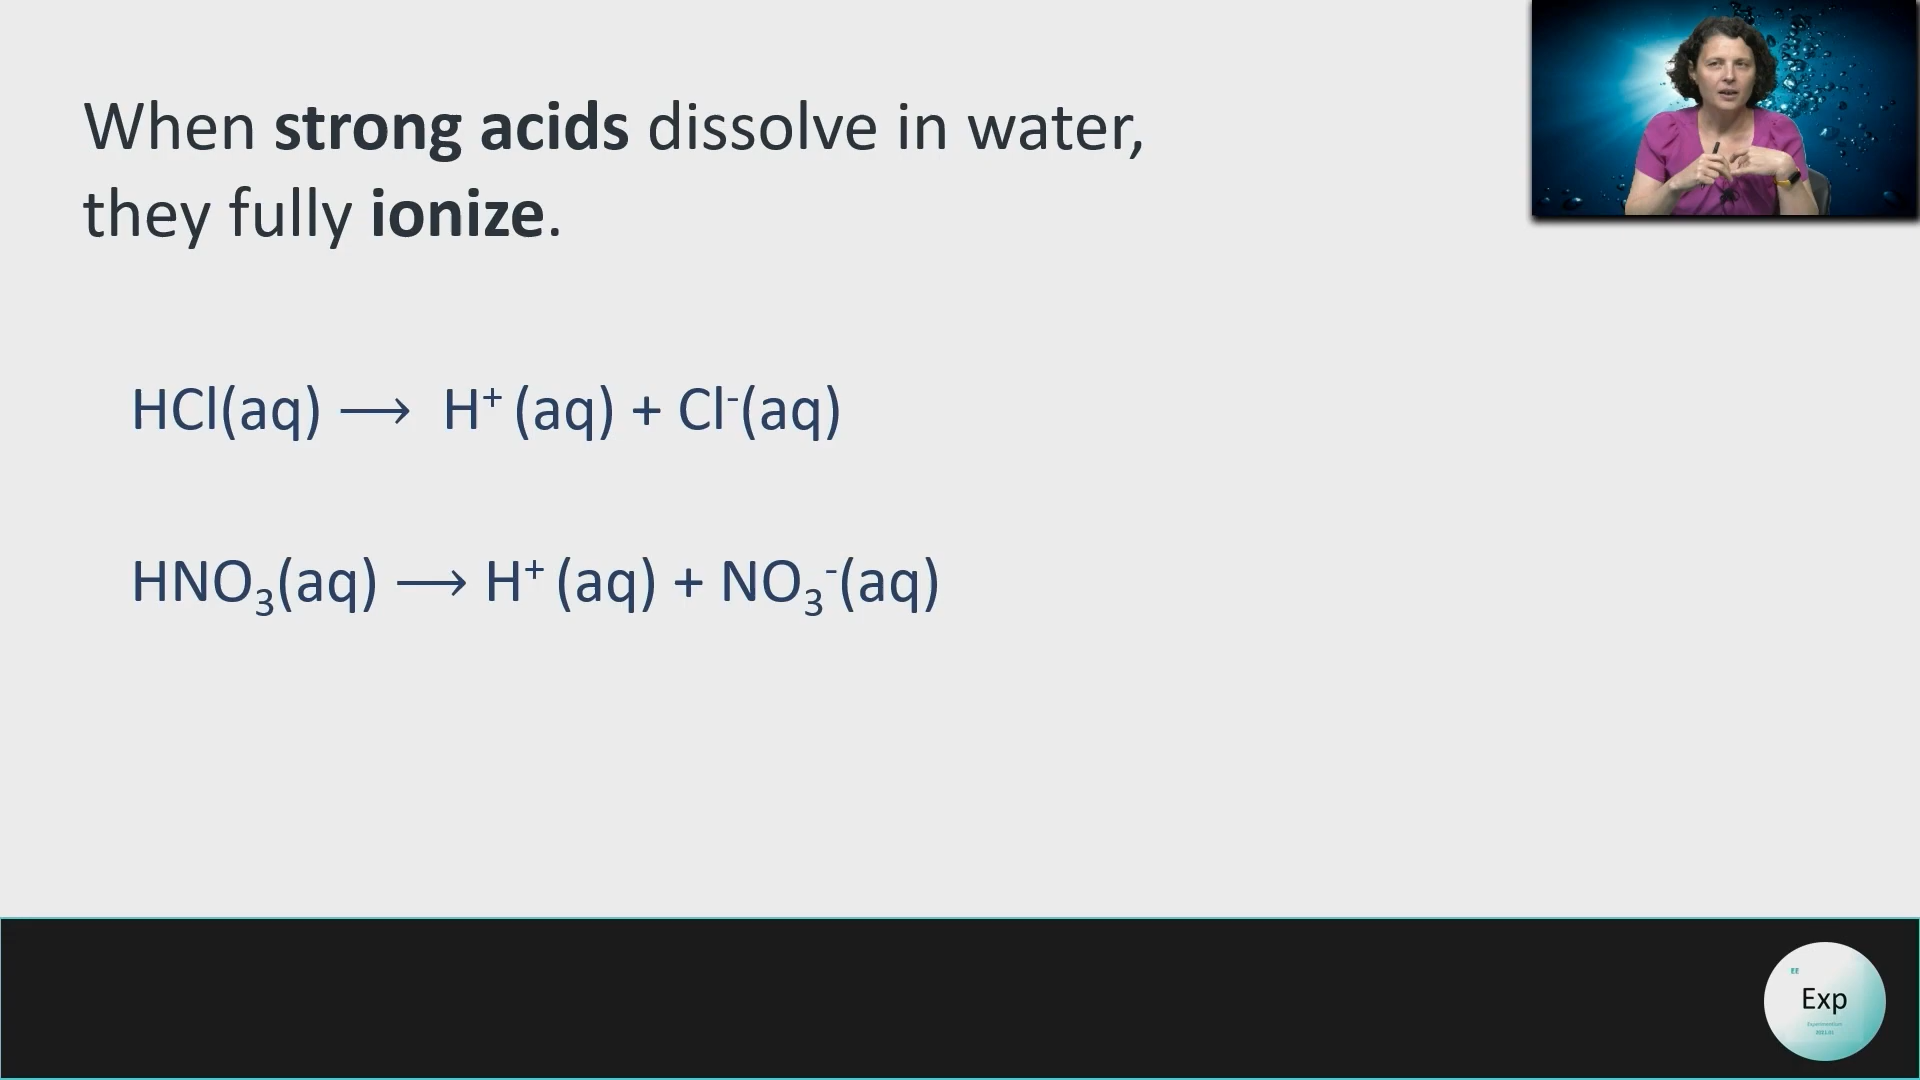 When strong acids dissolve in water,
they fully ionize.
HCl(aq) ⟶ H⁺ (aq) + Cl⁻(aq)
HNO₃(aq) ⟶ H⁺ (aq) + NO₃⁻(aq)
EE
Exp